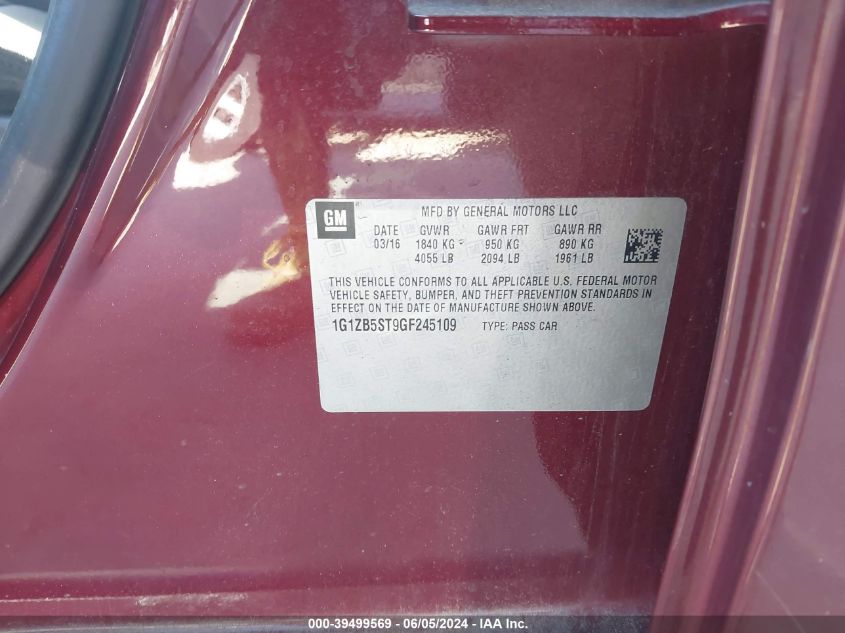 GM
MFD BY GENERAL MOTORS LLC
DATE GVWR GAWR FRT GAWR RR
03/16 1840 KG 950 KG 890 KG
4055 LB 2094 LB 1961 LB
THIS VEHICLE CONFORMS TO ALL APPLICABLE U.S. FEDERAL MOTOR
VEHICLE SAFETY, BUMPER, AND THEFT PREVENTION STANDARDS IN
EFFECT ON THE DATE OF MANUFACTURE SHOWN ABOVE.
1G1ZB5ST9GF245109 TYPE: PASS CAR
000-39499569 - 06/05/2024 - IAA Inc.